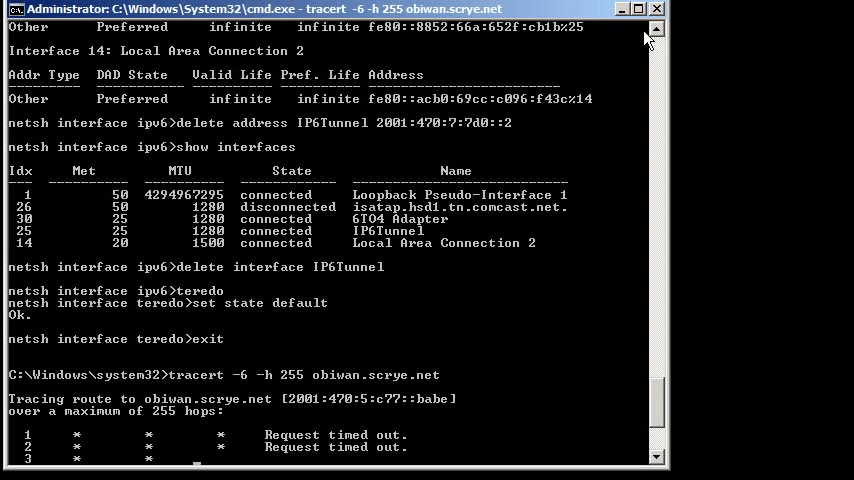 Administrator: C:\Windows\System32\cmd.exe - tracert -6 -h 255 obiwan.scrye.net
Other Preferred infinite infinite fe80::8852:66a:652f:cb1b%25
Interface 14: Local Area Connection 2
Addr Type DAD State Valid Life Pref. Life Address
--------- ----------- ---------- ---------- ------------------------
Other Preferred infinite infinite fe80::acb0:69cc:c096:f43c%14
netsh interface ipv6>delete address IP6Tunnel 2001:470:7:7d0::2
netsh interface ipv6>show interfaces
Idx Met MTU State Name
--- ---------- ---------- ------------ ---------------------------
1 50 4294967295 connected Loopback Pseudo-Interface 1
26 50 1280 disconnected isatap.hsd1.tn.comcast.net.
30 25 1280 connected 6TO4 Adapter
25 25 1280 connected IP6Tunnel
14 20 1500 connected Local Area Connection 2
netsh interface ipv6>delete interface IP6Tunnel
netsh interface ipv6>teredo
netsh interface teredo>set state default
Ok.
netsh interface teredo>exit
C:\Windows\system32>tracert -6 -h 255 obiwan.scrye.net
Tracing route to obiwan.scrye.net [2001:470:5:c77::babe]
over a maximum of 255 hops:
1 * * * Request timed out.
2 * * * Request timed out.
3 * *